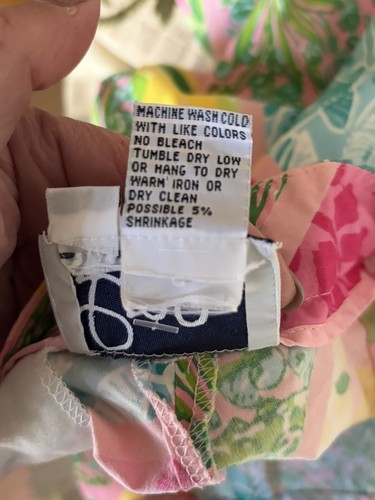 MACHINE WASH COLD
WITH LIKE COLORS
NO BLEACH
TUMBLE DRY LOW
OR HANG TO DRY
WARM IRON OR
DRY CLEAN
POSSIBLE 5%
SHRINKAGE